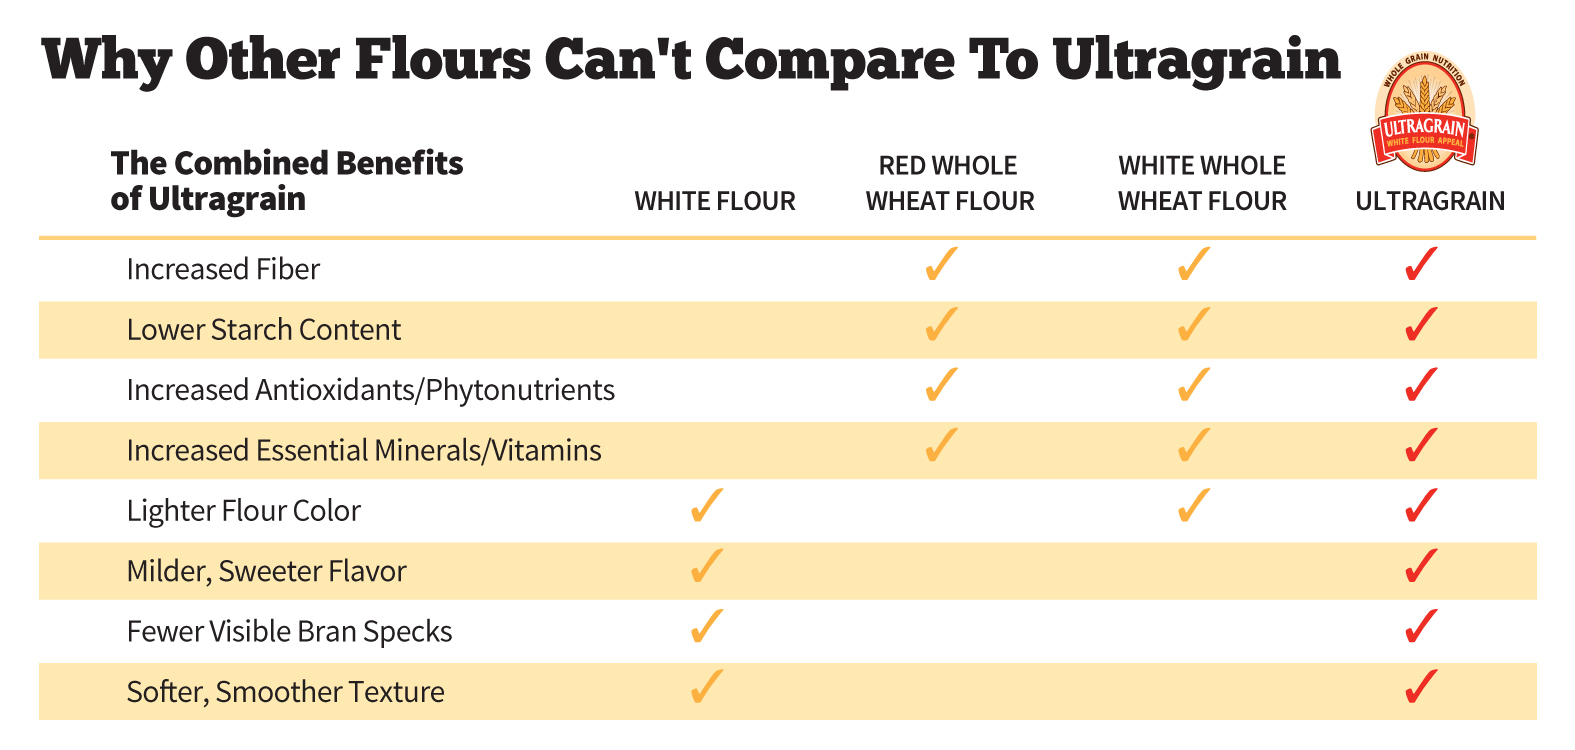 Why Other Flours Can't Compare To Ultragrain
WHOLE GRAIN NUTRITION
ULTRAGRAIN
WHITE FLOUR APPEAL
The Combined Benefits
of Ultragrain
WHITE FLOUR
RED WHOLE
WHEAT FLOUR
WHITE WHOLE
WHEAT FLOUR
ULTRAGRAIN
Increased Fiber
Lower Starch Content
Increased Antioxidants/Phytonutrients
Increased Essential Minerals/Vitamins
Lighter Flour Color
Milder, Sweeter Flavor
Fewer Visible Bran Specks
Softer, Smoother Texture